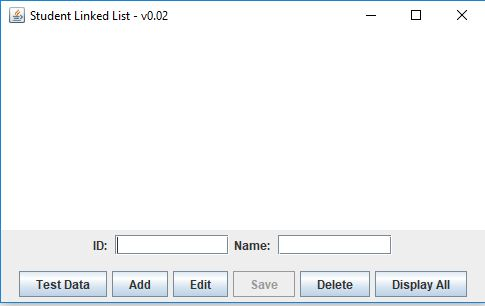 Student Linked List - v0.02
ID: Name:
Test Data Add Edit Save Delete Display All